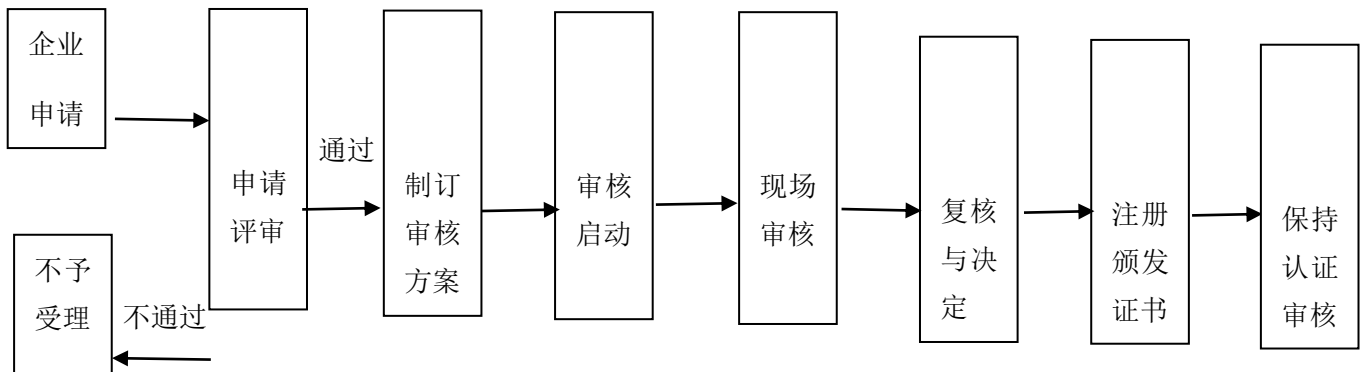 企业
申请
申请
评审
通过
不予
受理
不通过
制订
审核
方案
审核
启动
现场
审核
复核
与决
定
注册
颁发
证书
保持
认证
审核